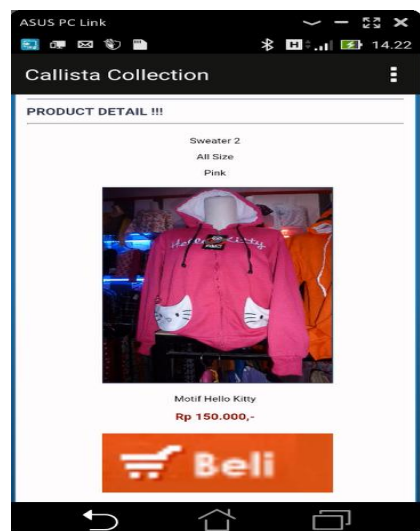 ASUS PC Link
H
14.22
Callista Collection
PRODUCT DETAIL !!!
Sweater 2
All Size
Pink
Hello Kitty
Motif Hello Kitty
Rp 150.000,-
Beli